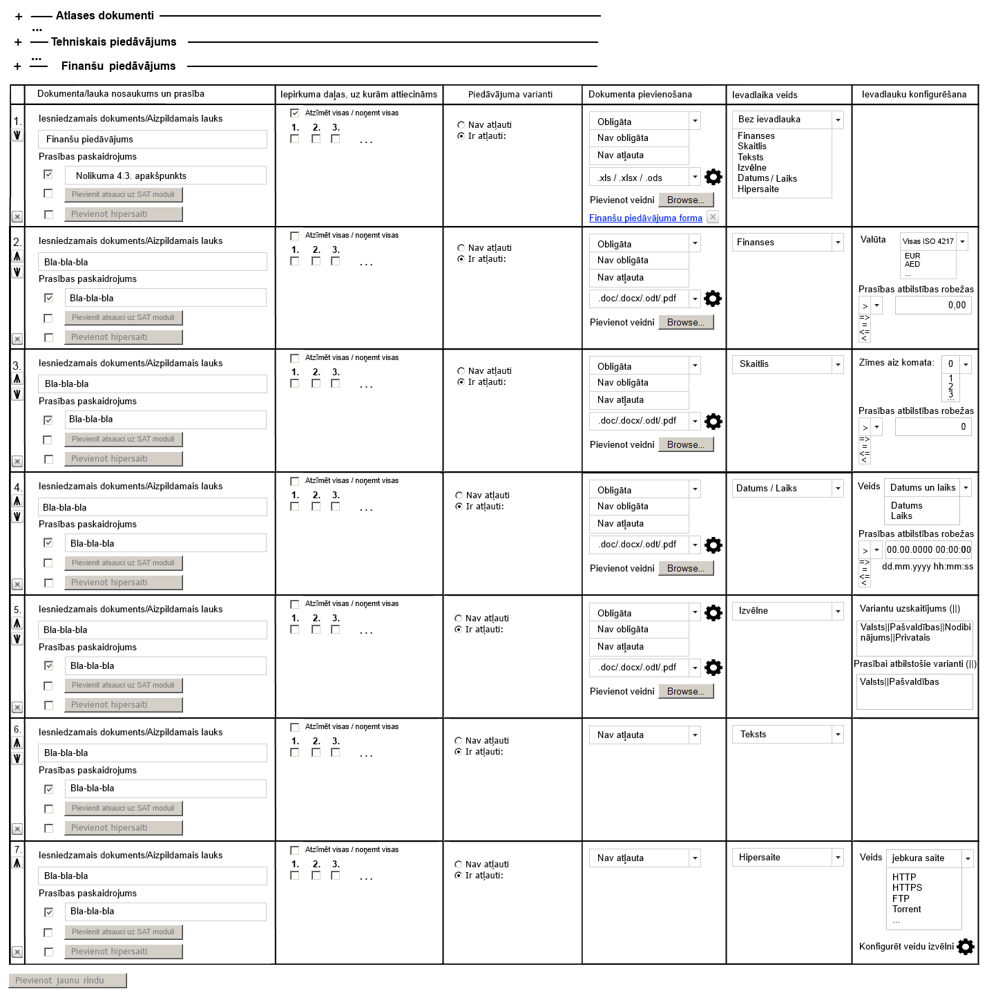 + Atlases dokumenti
...
+ Tehniskais piedāvājums
...
+ Finanšu piedāvājums
Dokumenta/lauka nosaukums un prasība
Iepirkuma daļas, uz kurām attiecināms
Piedāvājuma varianti
Dokumenta pievienošana
Ievadlaika veids
Ievadlauku konfigurēšana
1.
Iesniedzamais dokuments/Aizpildamais lauks
Finanšu piedāvājums
Prasības paskaidrojums
Nolikuma 4.3. apakšpunkts
Pievienit atsauci uz SAT moduli
Pievienot hipersaiti
Atzīmēt visas / noņemt visas
1. 2. 3.
...
Nav atļauti
Ir atļauti:
Obligāta
Nav obligāta
Nav atļauta
.xls / .xlsx / .ods
Pievienot veidni Browse...
Finanšu piedāvājuma forma
Bez ievadlauka
Finanses
Skaitlis
Teksts
Izvēlne
Datums / Laiks
Hipersaite
2.
Iesniedzamais dokuments/Aizpildamais lauks
Bla-bla-bla
Prasības paskaidrojums
Bla-bla-bla
Pievienit atsauci uz SAT moduli
Pievienot hipersaiti
Atzīmēt visas / noņemt visas
1. 2. 3.
...
Nav atļauti
Ir atļauti:
Obligāta
Nav obligāta
Nav atļauta
.doc/.docx/.odt/.pdf
Pievienot veidni Browse...
Finanses
Valūta Visas ISO 4217
EUR
AED
...
Prasības atbilstības robežas
> 0,00
=>
=
<=
<
3.
Iesniedzamais dokuments/Aizpildamais lauks
Bla-bla-bla
Prasības paskaidrojums
Bla-bla-bla
Pievienit atsauci uz SAT moduli
Pievienot hipersaiti
Atzīmēt visas / noņemt visas
1. 2. 3.
...
Nav atļauti
Ir atļauti:
Obligāta
Nav obligāta
Nav atļauta
.doc/.docx/.odt/.pdf
Pievienot veidni Browse...
Skaitlis
Zīmes aiz komata: 0
1
2
3
...
Prasības atbilstības robežas
> 0
=>
=
<=
<
4.
Iesniedzamais dokuments/Aizpildamais lauks
Bla-bla-bla
Prasības paskaidrojums
Bla-bla-bla
Pievienit atsauci uz SAT moduli
Pievienot hipersaiti
Atzīmēt visas / noņemt visas
1. 2. 3.
...
Nav atļauti
Ir atļauti:
Obligāta
Nav obligāta
Nav atļauta
.doc/.docx/.odt/.pdf
Pievienot veidni Browse...
Datums / Laiks
Veids Datums un laiks
Datums
Laiks
Prasības atbilstības robežas
> 00.00.0000 00:00:00
=>
=
<=
<
dd.mm.yyyy hh:mm:ss
5.
Iesniedzamais dokuments/Aizpildamais lauks
Bla-bla-bla
Prasības paskaidrojums
Bla-bla-bla
Pievienit atsauci uz SAT moduli
Pievienot hipersaiti
Atzīmēt visas / noņemt visas
1. 2. 3.
...
Nav atļauti
Ir atļauti:
Obligāta
Nav obligāta
Nav atļauta
.doc/.docx/.odt/.pdf
Pievienot veidni Browse...
Izvēlne
Variantu uzskaitījums (||)
Valsts||Pašvaldības||Nodibi
nājums||Privatais
Prasībai atbilstošie varianti (||)
Valsts||Pašvaldības
6.
Iesniedzamais dokuments/Aizpildamais lauks
Bla-bla-bla
Prasības paskaidrojums
Bla-bla-bla
Pievienit atsauci uz SAT moduli
Pievienot hipersaiti
Atzīmēt visas / noņemt visas
1. 2. 3.
...
Nav atļauti
Ir atļauti:
Nav atļauta
Teksts
7.
Iesniedzamais dokuments/Aizpildamais lauks
Bla-bla-bla
Prasības paskaidrojums
Bla-bla-bla
Pievienit atsauci uz SAT moduli
Pievienot hipersaiti
Atzīmēt visas / noņemt visas
1. 2. 3.
...
Nav atļauti
Ir atļauti:
Nav atļauta
Hipersaite
Veids jebkura saite
HTTP
HTTPS
FTP
Torrent
...
Konfigurēt veidu izvēlni
Pievienot jaunu rindu